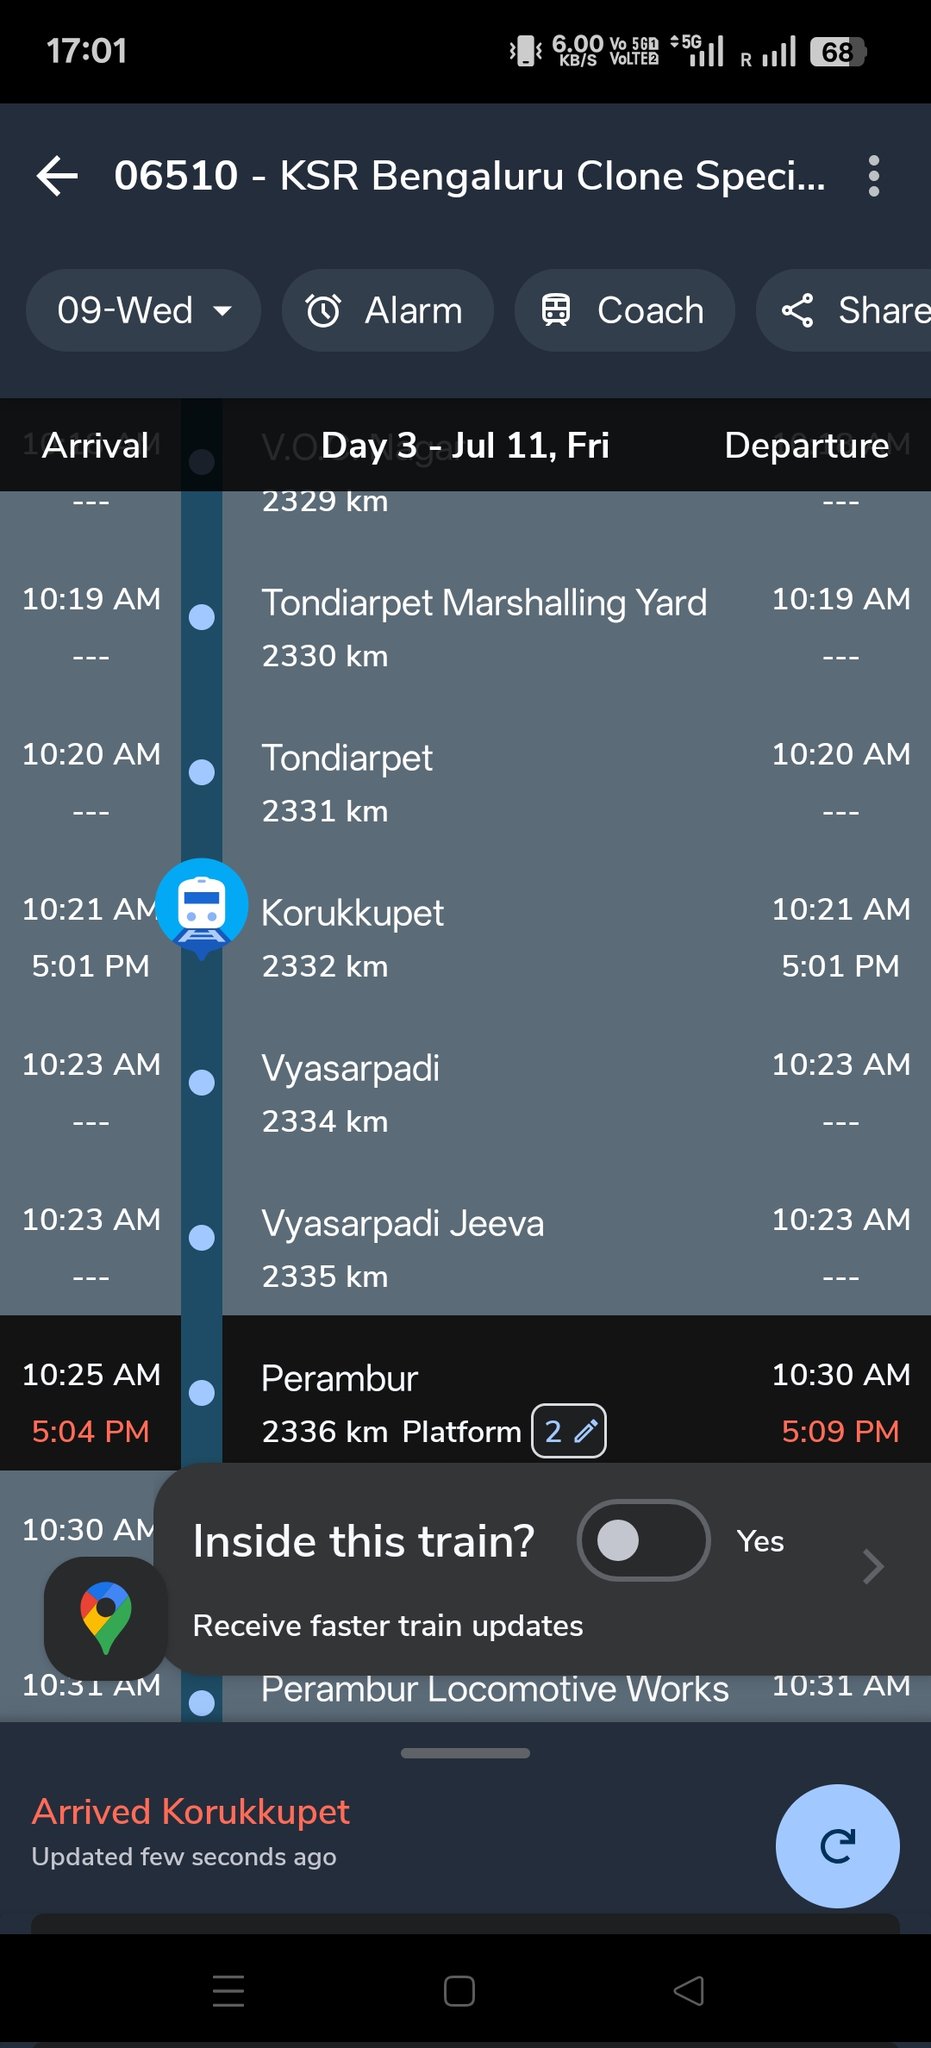 17:01
6.00 KB/S Vo 5G1 VoLTE2 5G R 68
06510 - KSR Bengaluru Clone Speci...
09-Wed Alarm Coach Share
Arrival Day 3 - Jul 11, Fri Departure
--- 2329 km ---
10:19 AM Tondiarpet Marshalling Yard 10:19 AM
--- 2330 km ---
10:20 AM Tondiarpet 10:20 AM
--- 2331 km ---
10:21 AM Korukkupet 10:21 AM
5:01 PM 2332 km 5:01 PM
10:23 AM Vyasarpadi 10:23 AM
--- 2334 km ---
10:23 AM Vyasarpadi Jeeva 10:23 AM
--- 2335 km ---
10:25 AM Perambur 10:30 AM
5:04 PM 2336 km Platform 2 5:09 PM
10:30 AM
Inside this train? Yes
Receive faster train updates
10:31 AM Perambur Locomotive Works 10:31 AM
Arrived Korukkupet
Updated few seconds ago